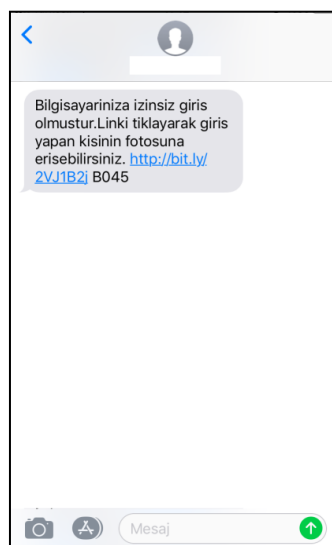 Bilgisayariniza izinsiz giris
olmustur.Linki tiklayarak giris
yapan kisinin fotosuna
erisebilirsiniz. http://bit.ly/
2VJ1B2j B045
Mesaj